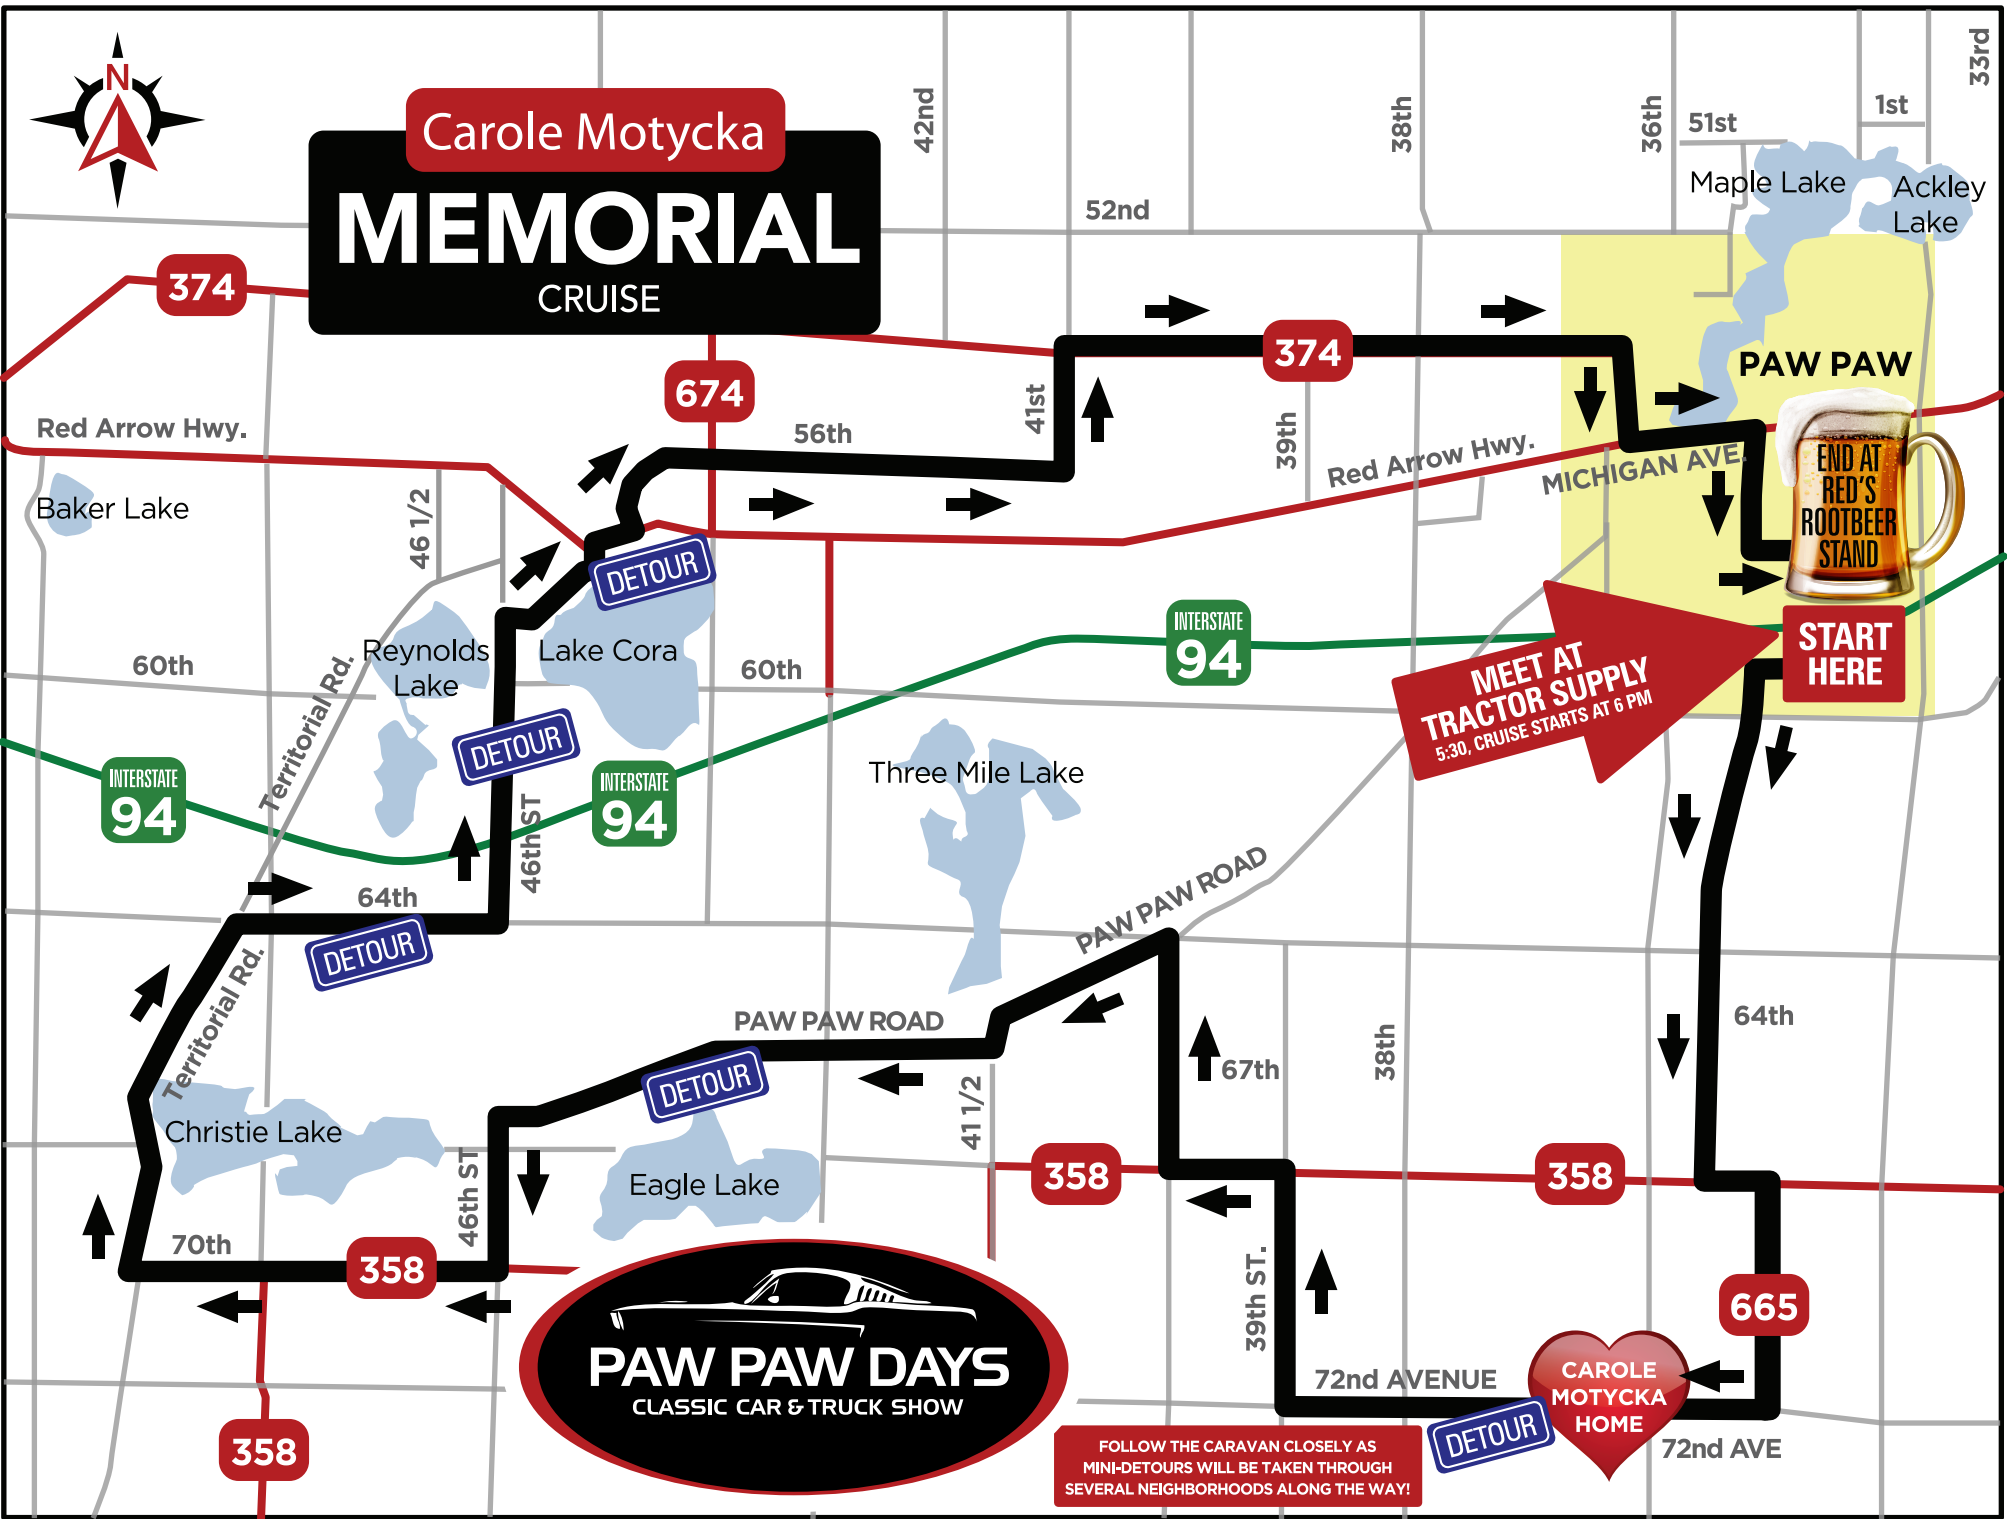 N
Carole Motycka
MEMORIAL
CRUISE
42nd
38th
36th
51st
1st
33rd
Maple Lake
Ackley
Lake
52nd
374
674
41st
374
39th
PAW PAW
Red Arrow Hwy.
56th
Red Arrow Hwy.
MICHIGAN AVE.
END AT
RED'S
ROOTBEER
STAND
Baker Lake
46 1/2
DETOUR
60th
Territorial Rd.
Reynolds
Lake
Lake Cora
60th
INTERSTATE
94
MEET AT
TRACTOR SUPPLY
5:30, CRUISE STARTS AT 6 PM
START
HERE
DETOUR
INTERSTATE
94
INTERSTATE
94
Three Mile Lake
46th ST
64th
DETOUR
PAW PAW ROAD
Territorial Rd.
PAW PAW ROAD
DETOUR
41 1/2
67th
38th
64th
Christie Lake
Eagle Lake
46th ST
358
358
70th
358
39th ST.
665
PAW PAW DAYS
CLASSIC CAR & TRUCK SHOW
72nd AVENUE
CAROLE
MOTYCKA
HOME
DETOUR
72nd AVE
358
FOLLOW THE CARAVAN CLOSELY AS
MINI-DETOURS WILL BE TAKEN THROUGH
SEVERAL NEIGHBORHOODS ALONG THE WAY!